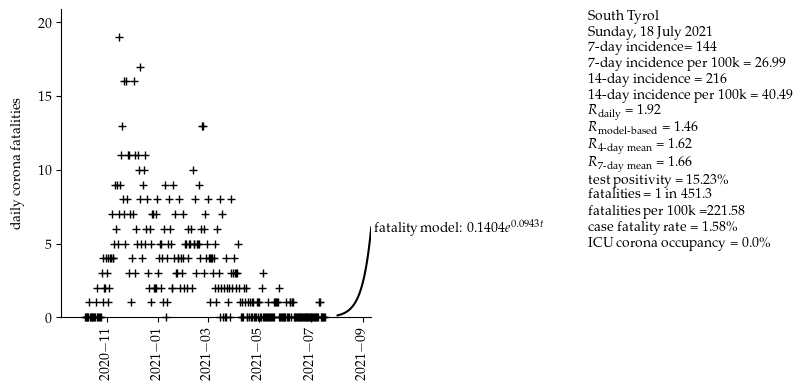 South Tyrol
Sunday, 18 July 2021
7-day incidence= 144
7-day incidence per 100k = 26.99
14-day incidence = 216
14-day incidence per 100k = 40.49
R_daily = 1.92
R_model-based = 1.46
R_4-day mean = 1.62
R_7-day mean = 1.66
test positivity = 15.23%
fatalities = 1 in 451.3
fatalities per 100k =221.58
case fatality rate = 1.58%
ICU corona occupancy = 0.0%
daily corona fatalities
20
15
10
5
0
fatality model: 0.1404e^0.0943t
2020−11
2021−01
2021−03
2021−05
2021−07
2021−09